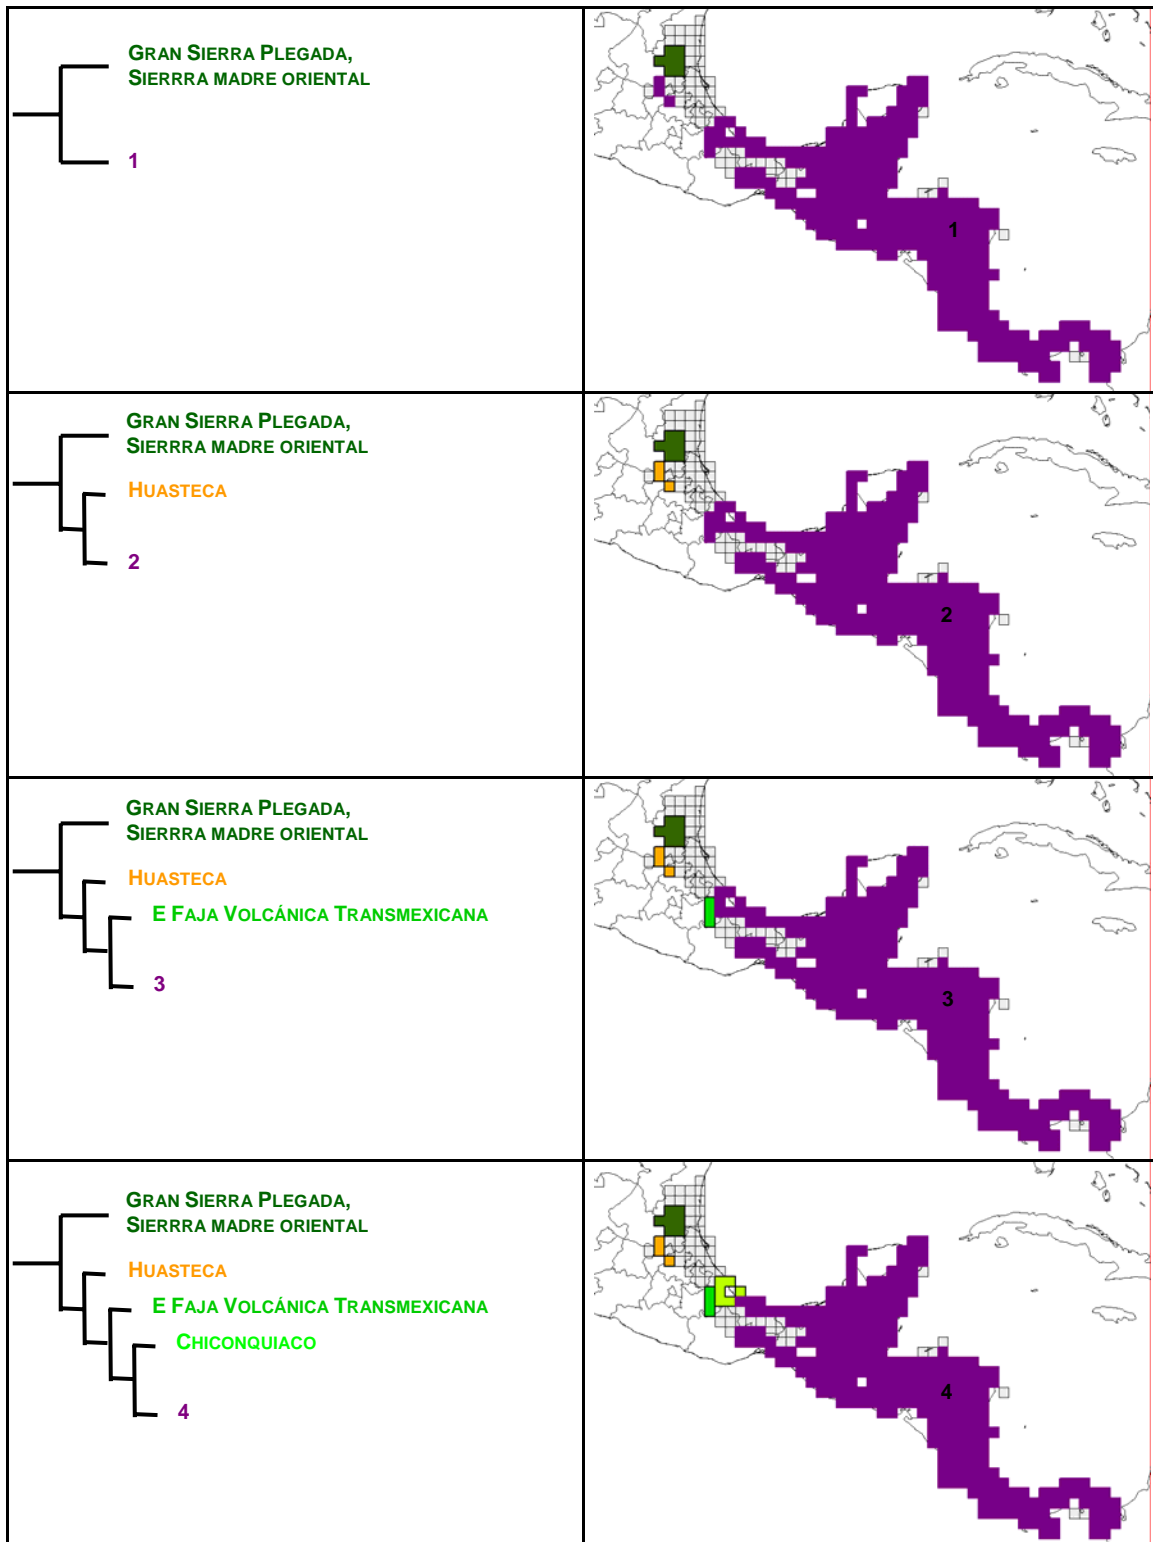 GRAN SIERRA PLEGADA,
SIERRRA MADRE ORIENTAL
1
1
GRAN SIERRA PLEGADA,
SIERRRA MADRE ORIENTAL
HUASTECA
2
2
GRAN SIERRA PLEGADA,
SIERRRA MADRE ORIENTAL
HUASTECA
E FAJA VOLCÁNICA TRANSMEXICANA
3
3
GRAN SIERRA PLEGADA,
SIERRRA MADRE ORIENTAL
HUASTECA
E FAJA VOLCÁNICA TRANSMEXICANA
CHICONQUIACO
4
4